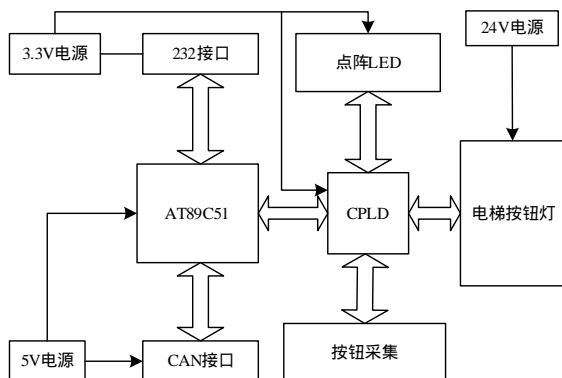 24V电源
3.3V电源
232接口
点阵LED
AT89C51
CPLD
电梯按钮灯
5V电源
CAN接口
按钮采集